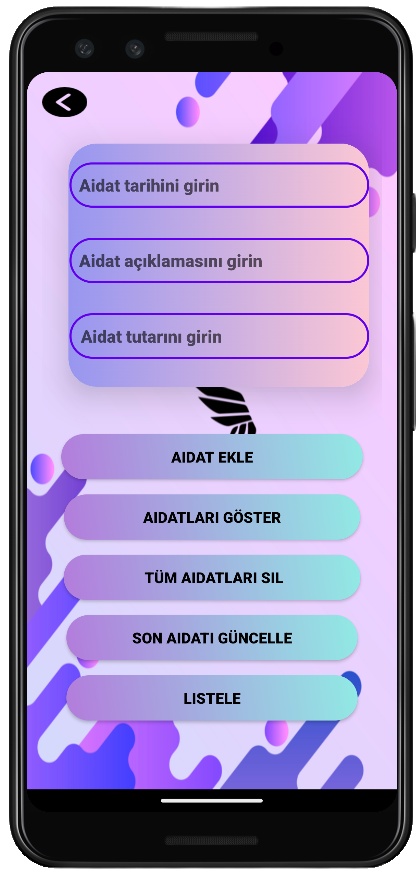 Aidat tarihini girin
Aidat açıklamasını girin
Aidat tutarını girin
AIDAT EKLE
AIDATLARI GÖSTER
TÜM AIDATLARI SIL
SON AIDATI GÜNCELLE
LISTELE